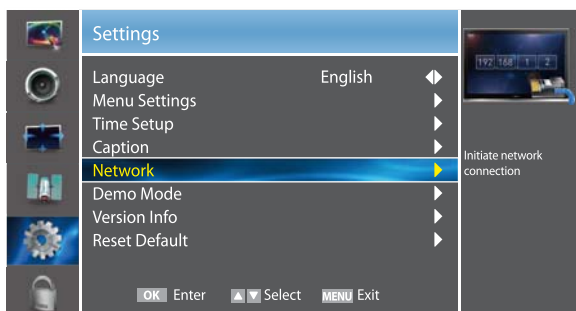 Settings
Language English
Menu Settings
Time Setup
Caption
Network
Demo Mode
Version Info
Reset Default
OK Enter Select MENU Exit
192 168 1 2
Initiate network
connection